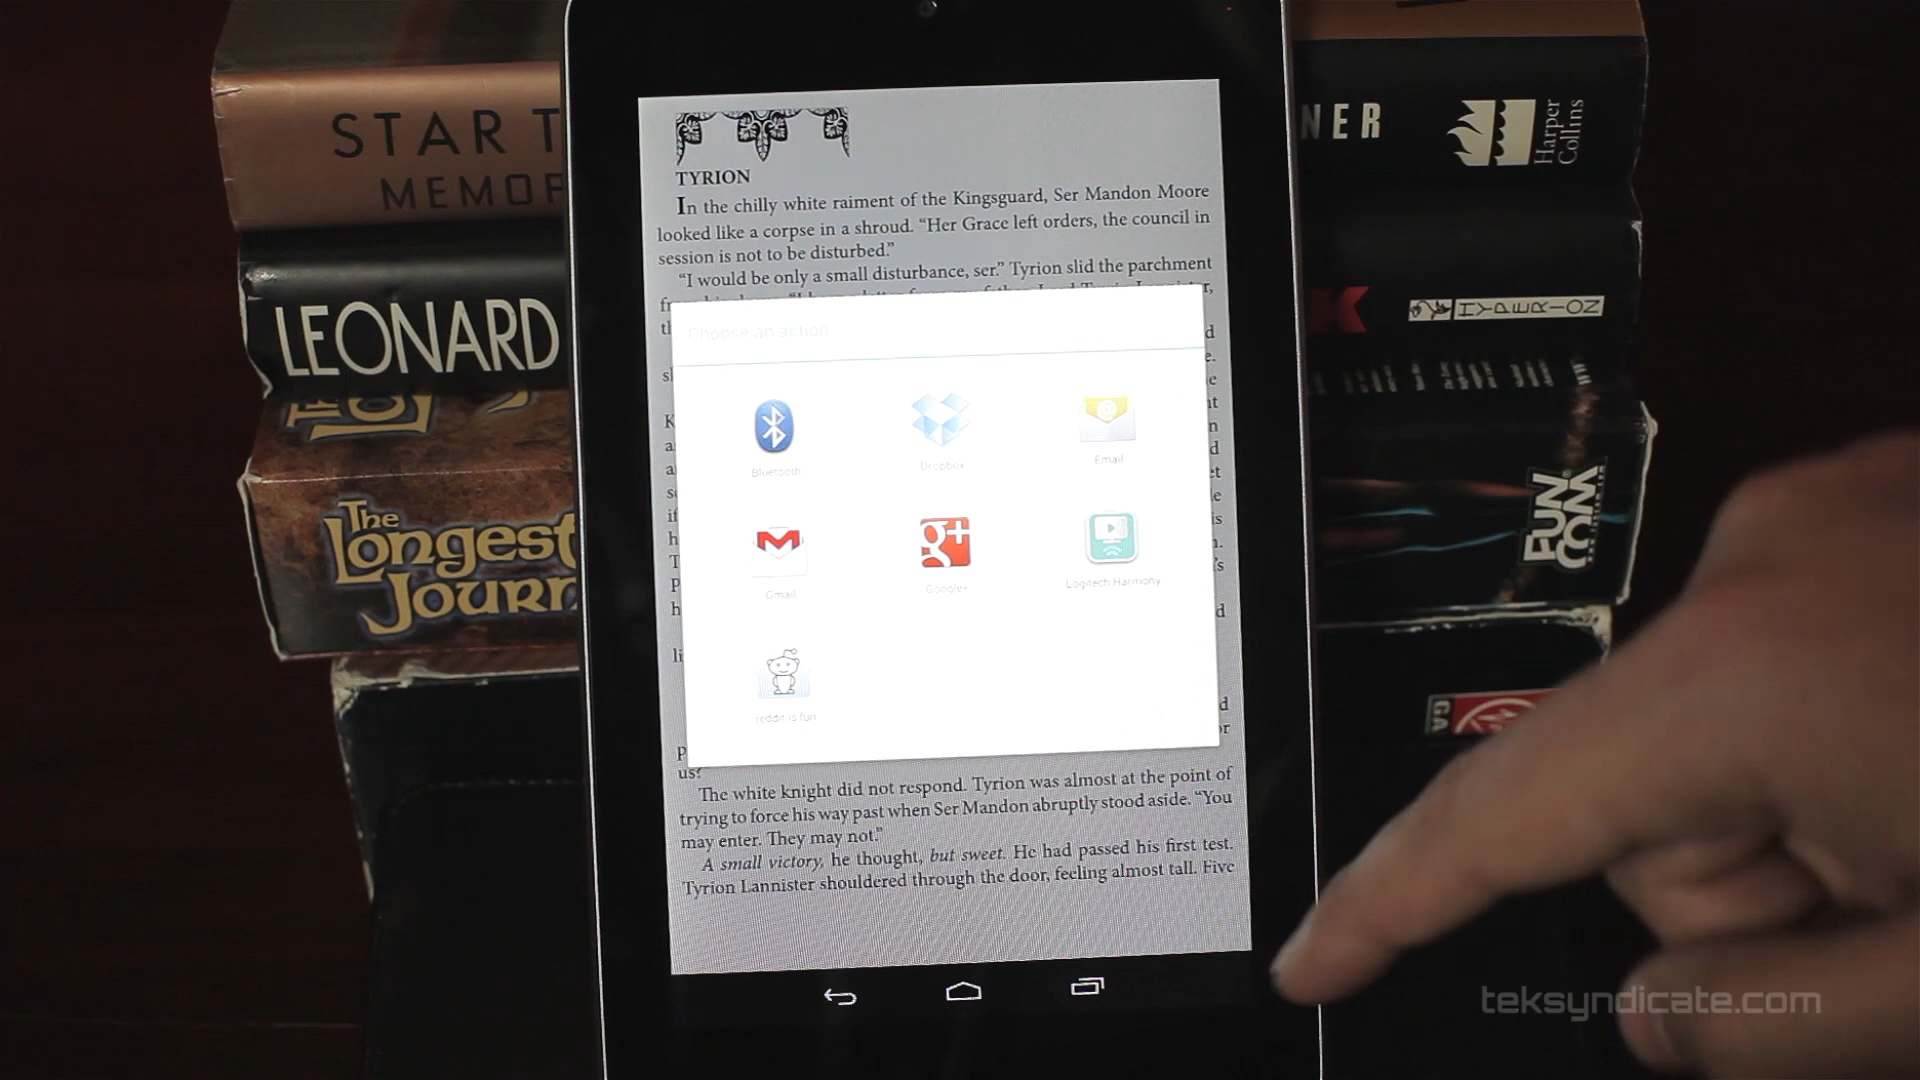 STAR T
MEMOR
LEONARD
The
Longest
Journ
NER
Harper
Collins
HYPERION
FUN
COM
GA
TYRION
In the chilly white raiment of the Kingsguard, Ser Mandon Moore
looked like a corpse in a shroud. “Her Grace left orders, the council in
session is not to be disturbed.”
“I would be only a small disturbance, ser.” Tyrion slid the parchment
Choose an action
Bluetooth
Dropbox
Email
Gmail
Google+
Logitech Harmony
reddit is fun
us?
The white knight did not respond. Tyrion was almost at the point of
trying to force his way past when Ser Mandon abruptly stood aside. “You
may enter. They may not.”
A small victory, he thought, but sweet. He had passed his first test.
Tyrion Lannister shouldered through the door, feeling almost tall. Five
teksyndicate.com